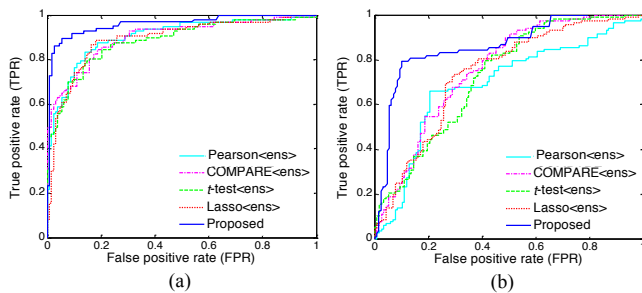 1
0.8
0.6
0.4
0.2
0
0
0.2
0.4
0.6
0.8
1
True positive rate (TPR)
False positive rate (FPR)
Pearson<ens>
COMPARE<ens>
t-test<ens>
Lasso<ens>
Proposed
(a)
1
0.8
0.6
0.4
0.2
0
0
0.2
0.4
0.6
0.8
1
True positive rate (TPR)
False positive rate (FPR)
Pearson<ens>
COMPARE<ens>
t-test<ens>
Lasso<ens>
Proposed
(b)